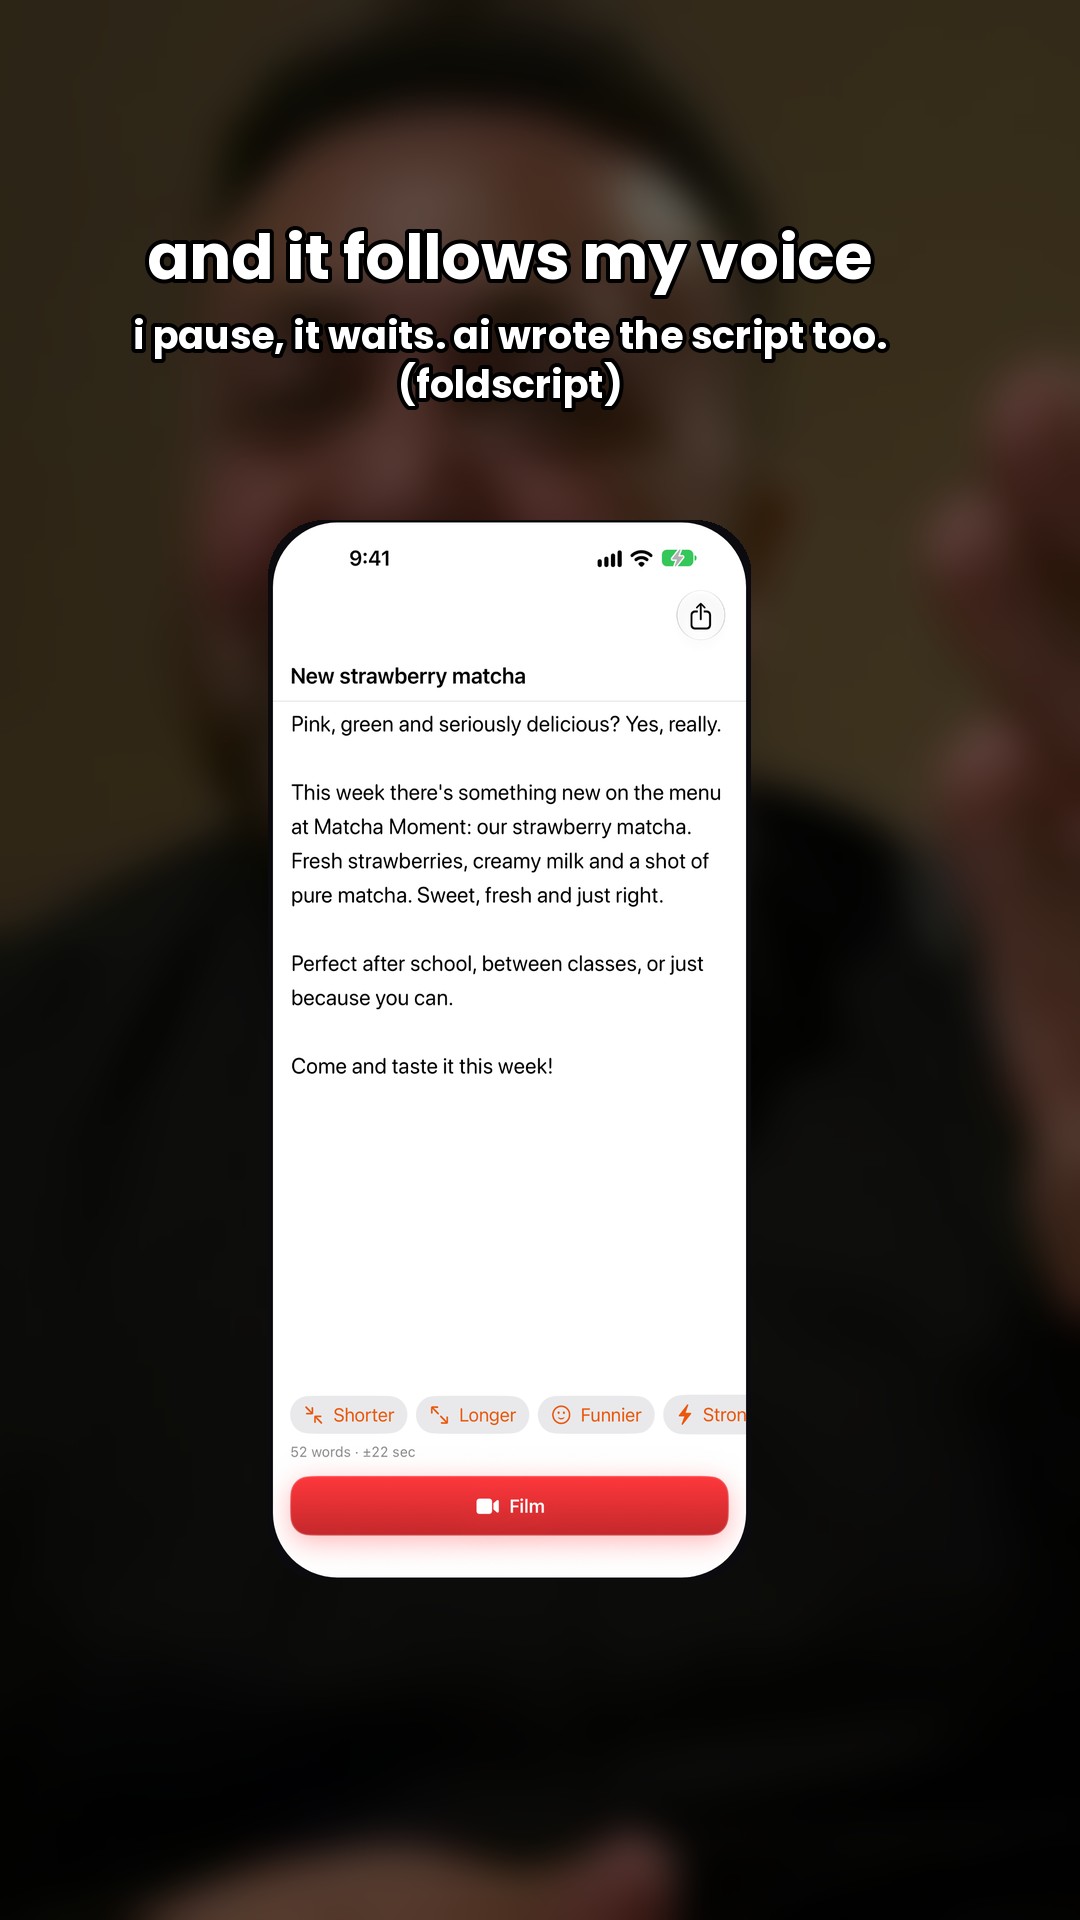 and it follows my voice
i pause, it waits. ai wrote the script too.
(foldscript)
9:41
New strawberry matcha
Pink, green and seriously delicious? Yes, really.
This week there's something new on the menu
at Matcha Moment: our strawberry matcha.
Fresh strawberries, creamy milk and a shot of
pure matcha. Sweet, fresh and just right.
Perfect after school, between classes, or just
because you can.
Come and taste it this week!
Shorter
Longer
Funnier
Stron
52 words · ±22 sec
Film